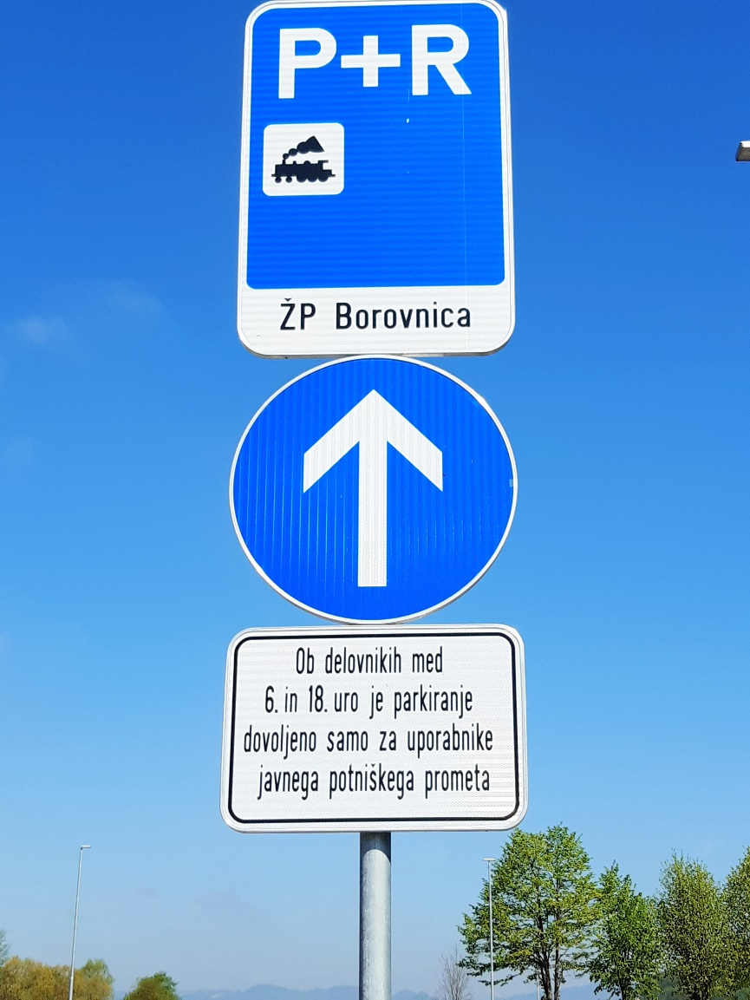 P+R
ŽP Borovnica
Ob delovnikih med
6. in 18. uro je parkiranje
dovoljeno samo za uporabnike
javnega potniškega prometa